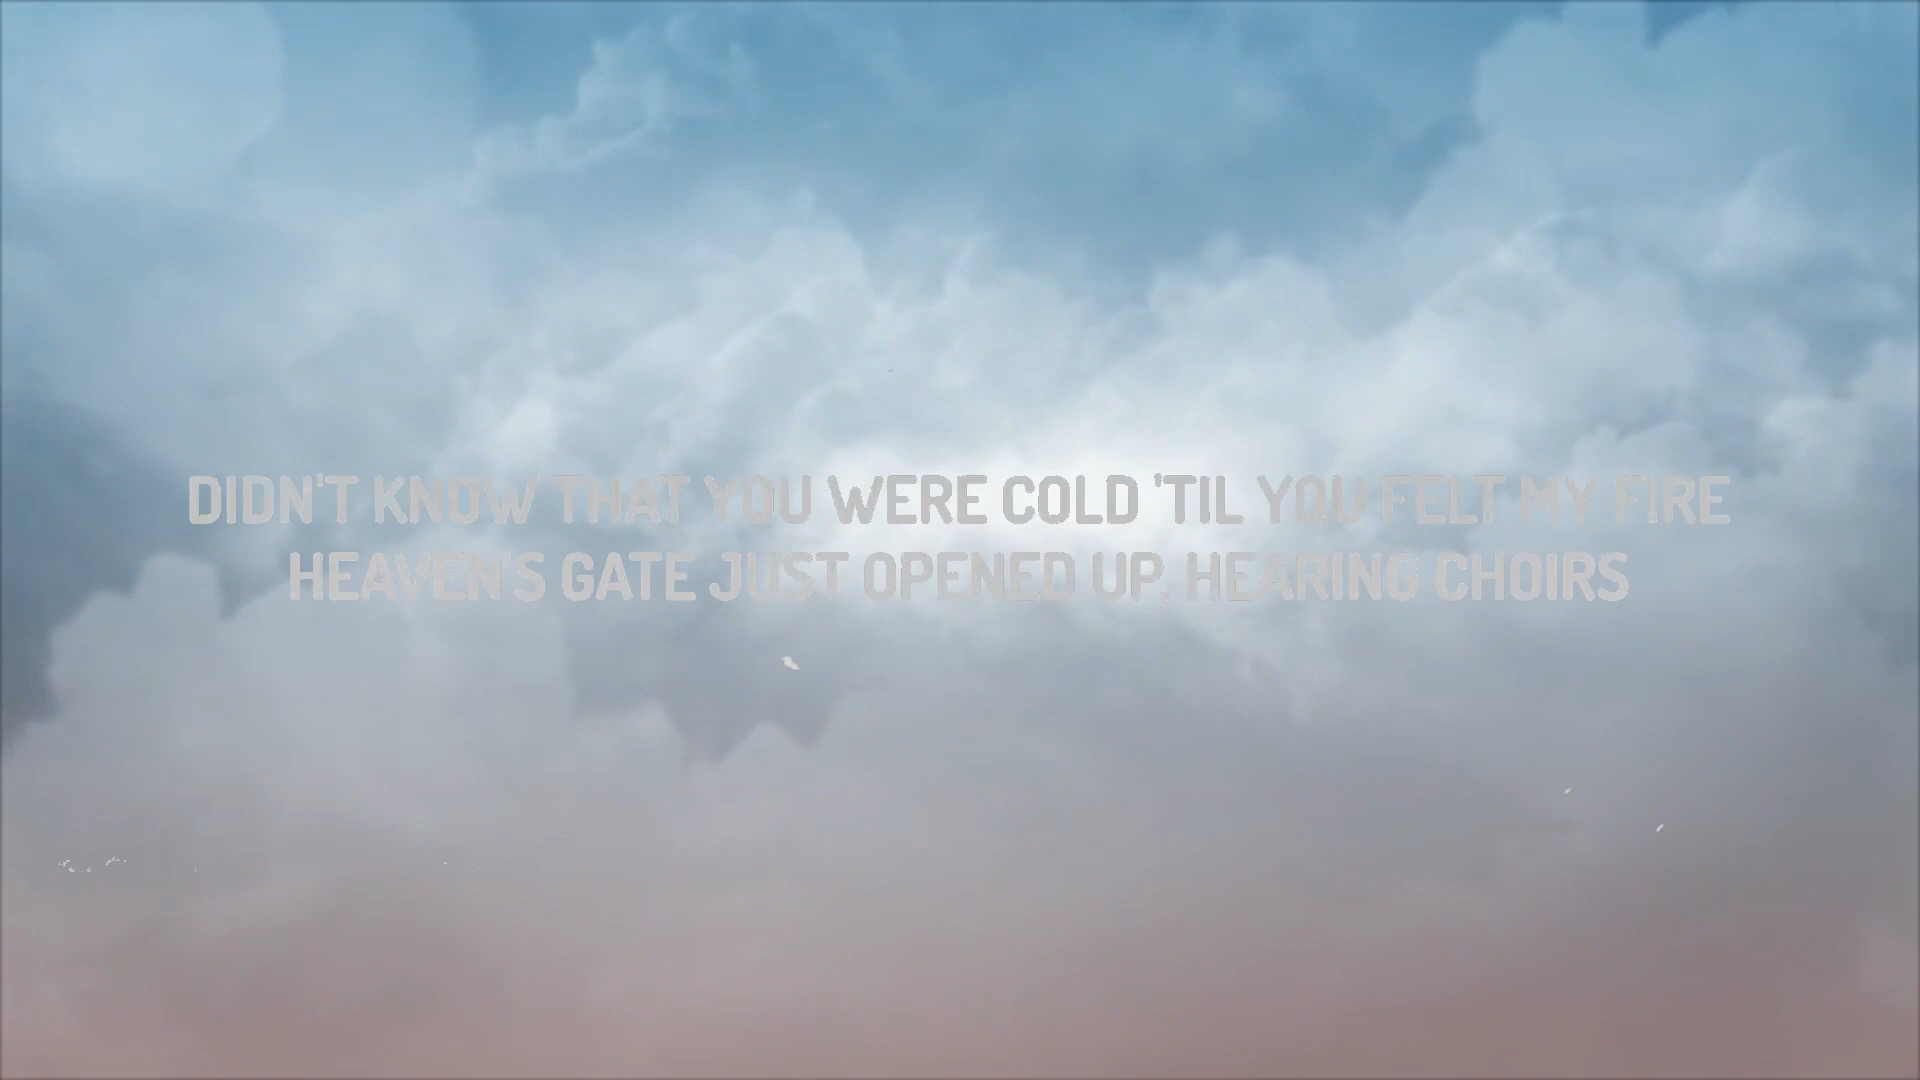 DIDN'T KNOW THAT YOU WERE COLD 'TIL YOU FELT MY FIRE
HEAVEN'S GATE JUST OPENED UP, HEARING CHOIRS